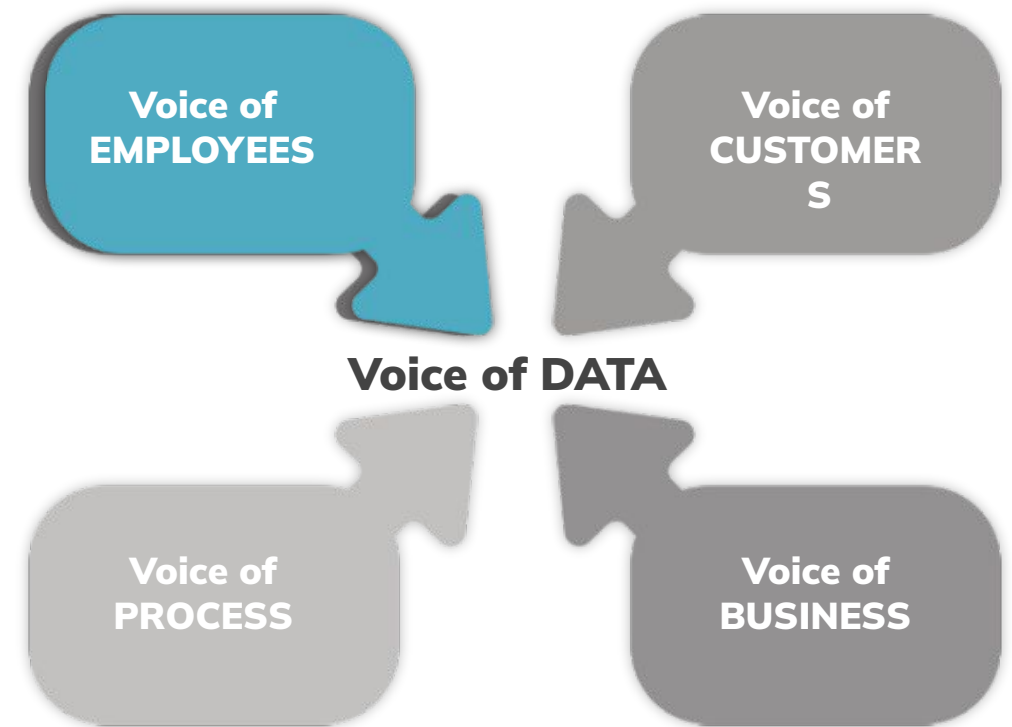 Voice of
EMPLOYEES
Voice of
CUSTOMER
S
Voice of DATA
Voice of
PROCESS
Voice of
BUSINESS